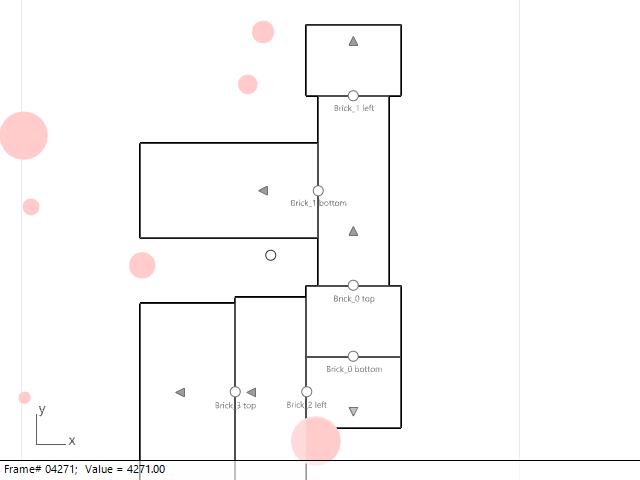 Brick_1 left
Brick_1 bottom
Brick_0 top
Brick_0 bottom
Brick_3 top
Brick_2 left
y
x
Frame# 04271; Value = 4271.00